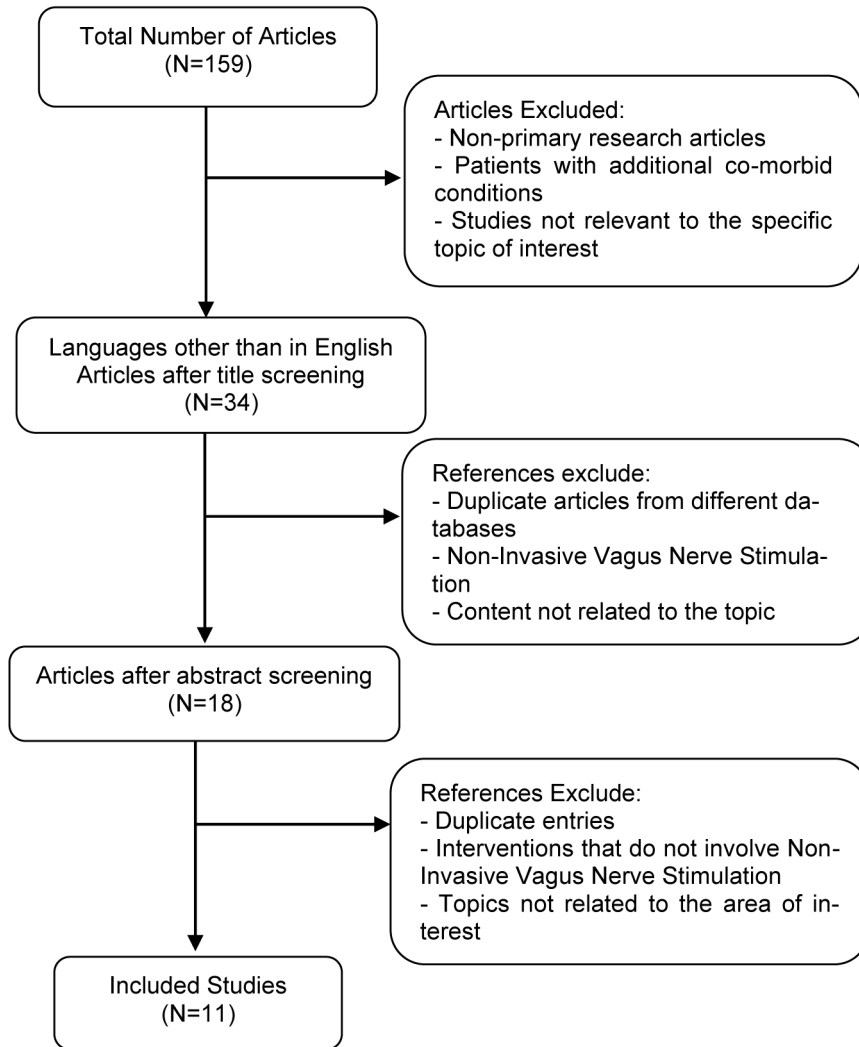 Total Number of Articles
(N=159)
Articles Excluded:
- Non-primary research articles
- Patients with additional co-morbid
conditions
- Studies not relevant to the specific
topic of interest
Languages other than in English
Articles after title screening
(N=34)
References exclude:
- Duplicate articles from different da-
tabases
- Non-Invasive Vagus Nerve Stimula-
tion
- Content not related to the topic
Articles after abstract screening
(N=18)
References Exclude:
- Duplicate entries
- Interventions that do not involve Non-
Invasive Vagus Nerve Stimulation
- Topics not related to the area of in-
terest
Included Studies
(N=11)